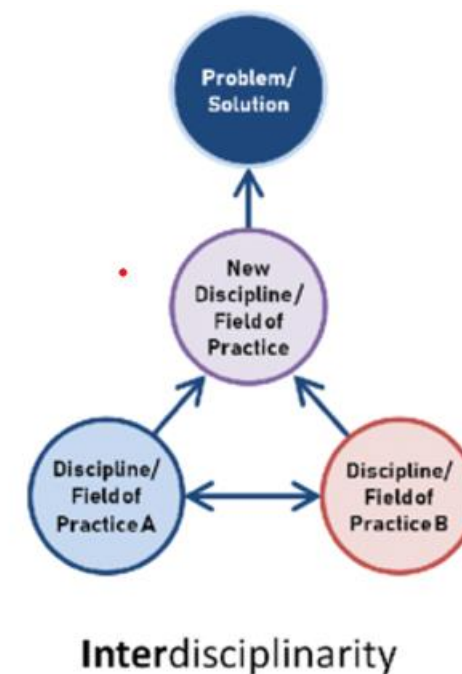 Problem/
Solution
New
Discipline/
Field of
Practice
Discipline/
Field of
Practice A
Discipline/
Field of
Practice B
Interdisciplinarity